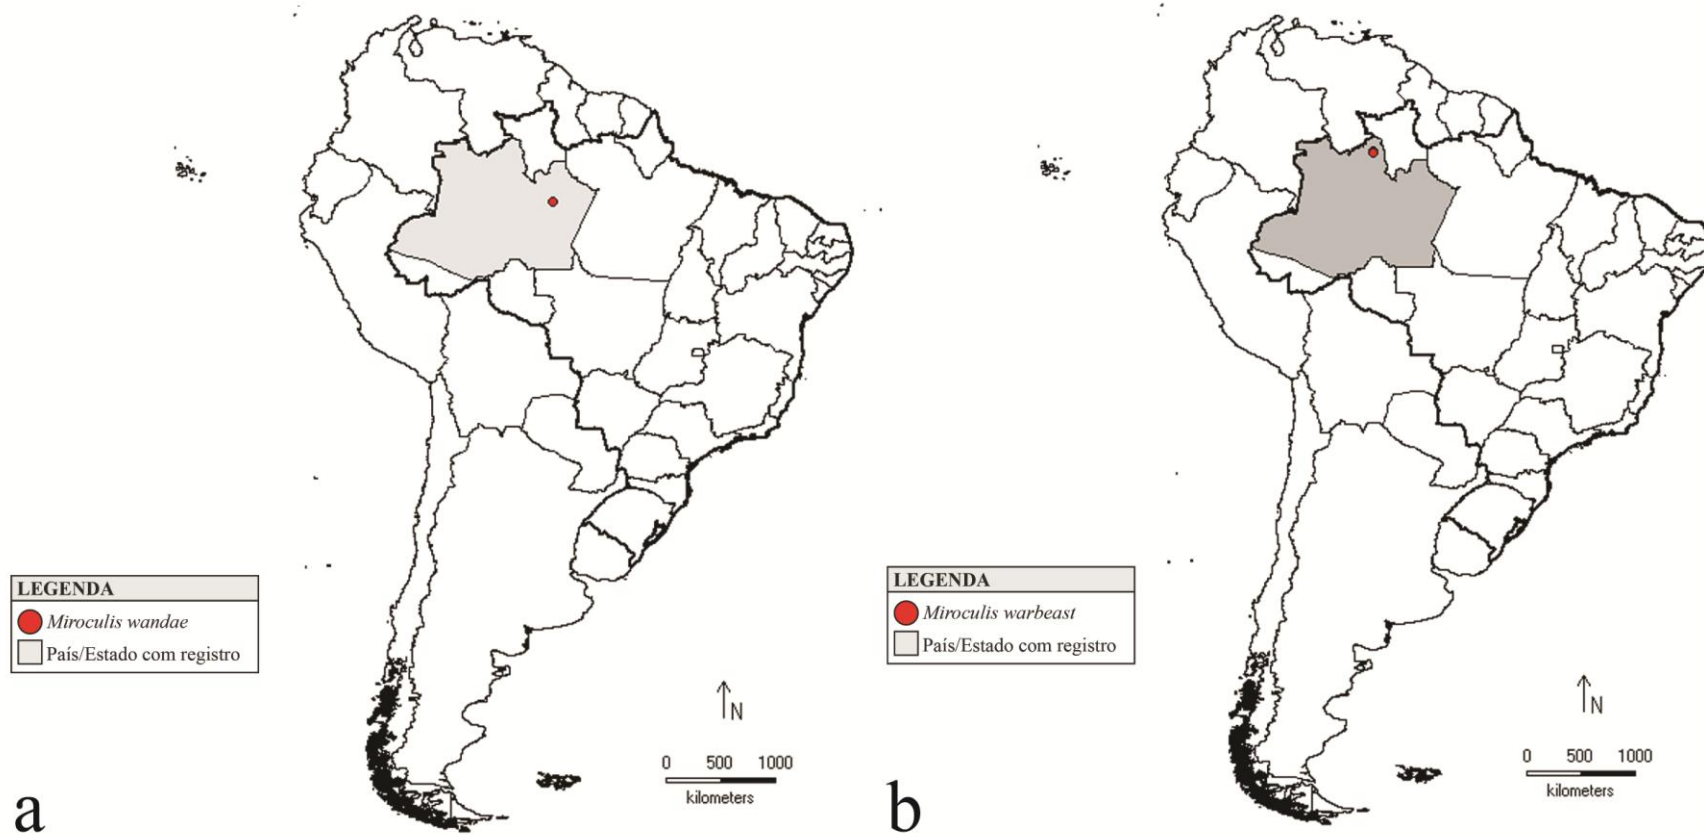 LEGENDA
Miroculis wandae
País/Estado com registro
N
0 500 1000
kilometers
a
LEGENDA
Miroculis warbeast
País/Estado com registro
N
0 500 1000
kilometers
b